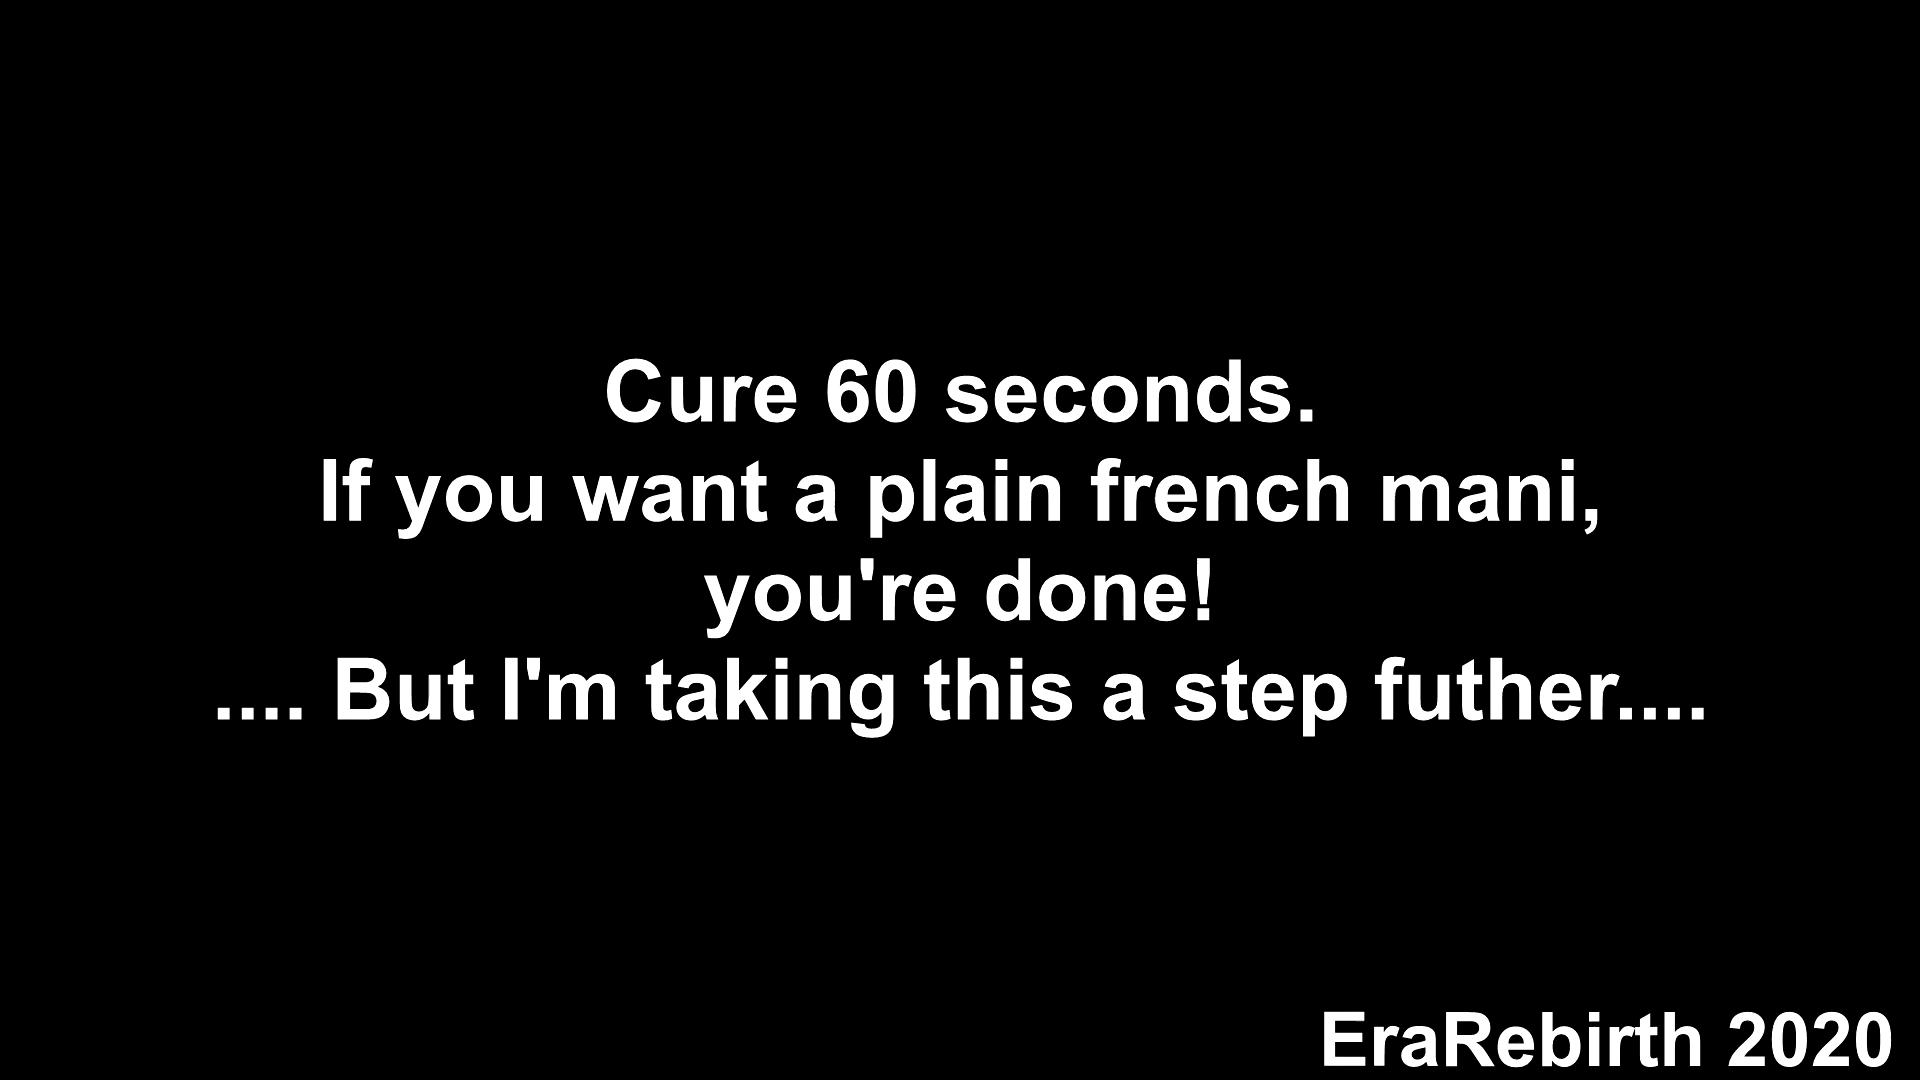 Cure 60 seconds.
If you want a plain french mani,
you're done!
.... But I'm taking this a step futher....
EraRebirth 2020